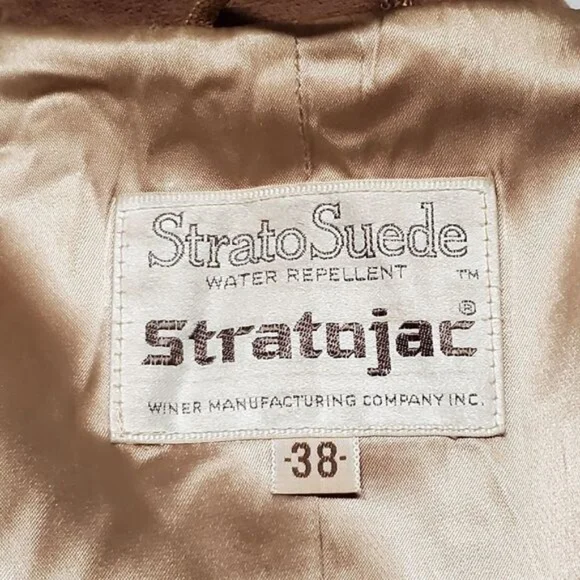 StratoSuede
WATER REPELLENT TM
Stratojac®
WINER MANUFACTURING COMPANY INC.
-38-